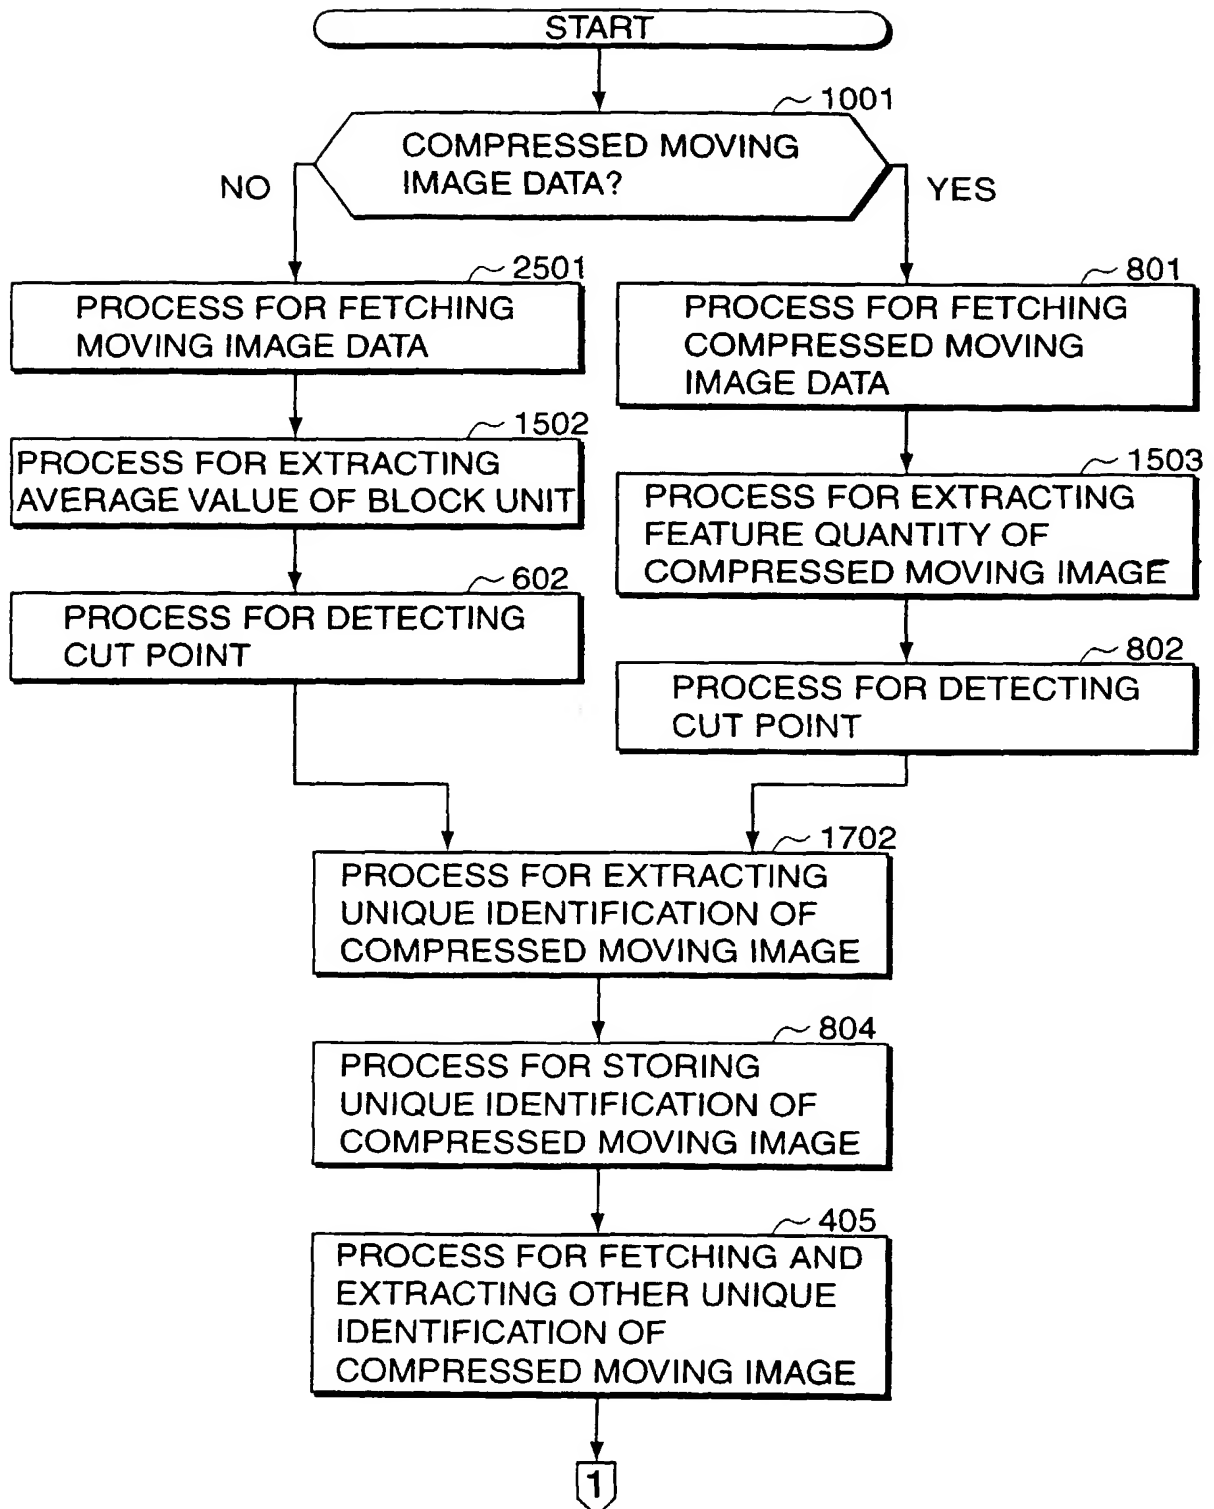 START
1001
COMPRESSED MOVING
IMAGE DATA?
NO
YES
2501
PROCESS FOR FETCHING
MOVING IMAGE DATA
801
PROCESS FOR FETCHING
COMPRESSED MOVING
IMAGE DATA
1502
PROCESS FOR EXTRACTING
AVERAGE VALUE OF BLOCK UNIT
1503
PROCESS FOR EXTRACTING
FEATURE QUANTITY OF
COMPRESSED MOVING IMAGE
602
PROCESS FOR DETECTING
CUT POINT
802
PROCESS FOR DETECTING
CUT POINT
1702
PROCESS FOR EXTRACTING
UNIQUE IDENTIFICATION OF
COMPRESSED MOVING IMAGE
804
PROCESS FOR STORING
UNIQUE IDENTIFICATION OF
COMPRESSED MOVING IMAGE
405
PROCESS FOR FETCHING AND
EXTRACTING OTHER UNIQUE
IDENTIFICATION OF
COMPRESSED MOVING IMAGE
1